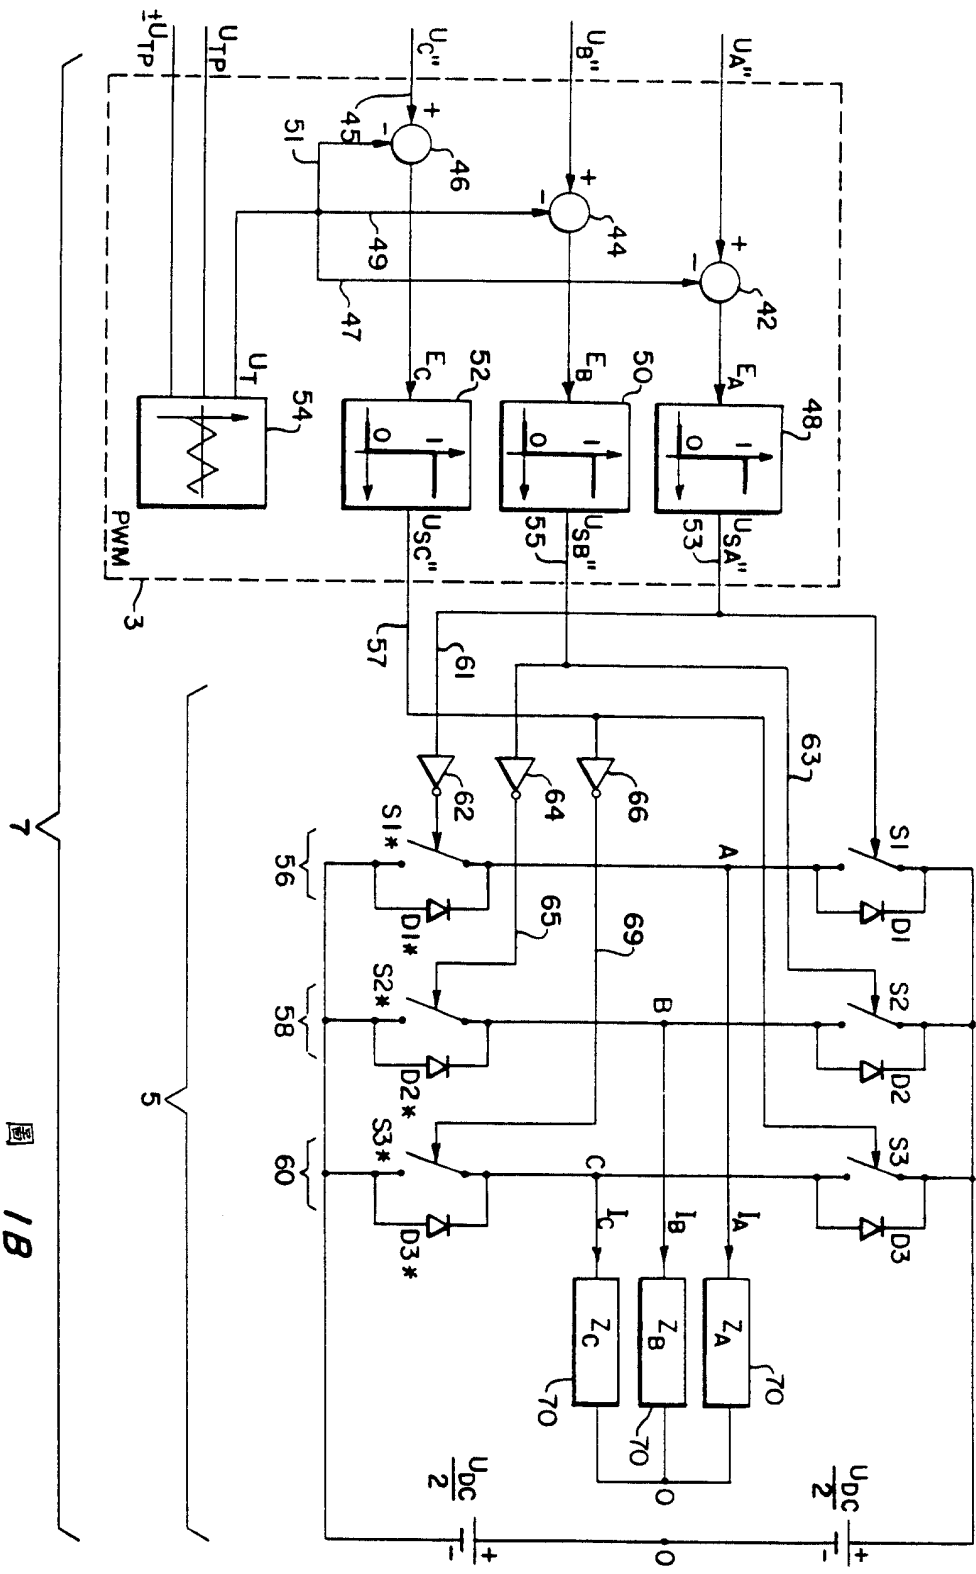 U_A"
U_B"
U_C"
U_TP
±U_TP
+
-
42
+
-
44
45
+
-
46
51
49
47
E_A
48
1
0
U_SA"
53
E_B
50
1
0
U_SB"
55
E_C
52
1
0
U_SC"
57
U_T
54
PWM
3
61
63
62
64
66
65
69
S1
D1
S2
D2
S3
D3
A
B
C
S1*
D1*
S2*
D2*
S3*
D3*
56
58
60
I_A
I_B
I_C
Z_A
70
Z_B
70
Z_C
70
0
0
U_DC
2
+
-
U_DC
2
+
-
5
7
圖 1B